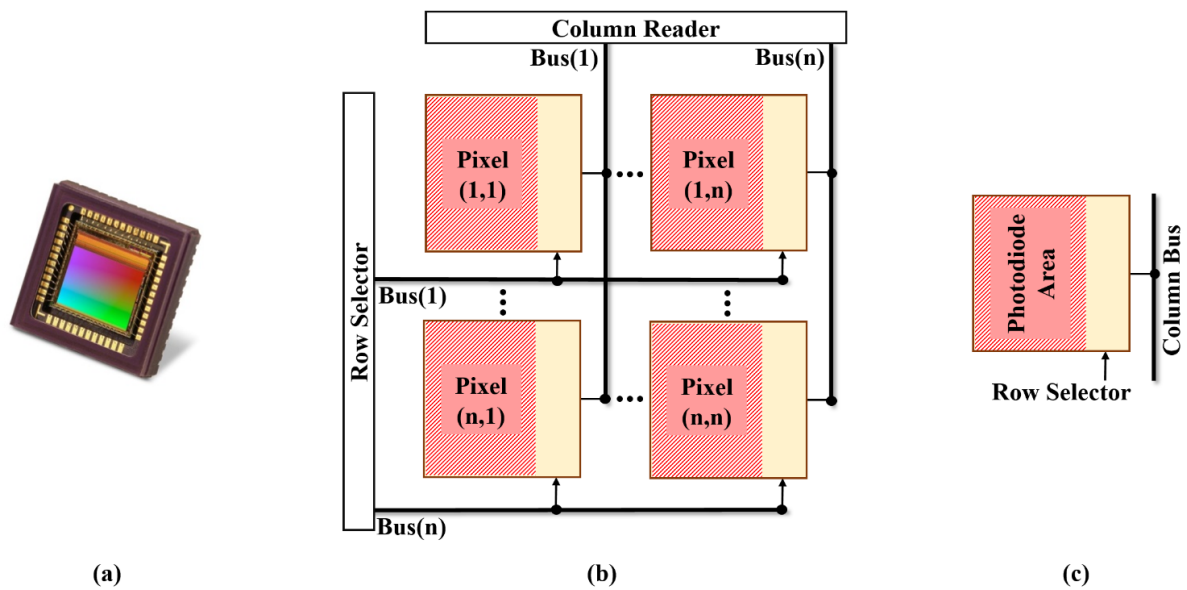 Column Reader
Bus(1)
Bus(n)
Row Selector
Pixel
(1,1)
Pixel
(1,n)
Bus(1)
Pixel
(n,1)
Pixel
(n,n)
Bus(n)
Photodiode
Area
Column Bus
Row Selector
(a)
(b)
(c)